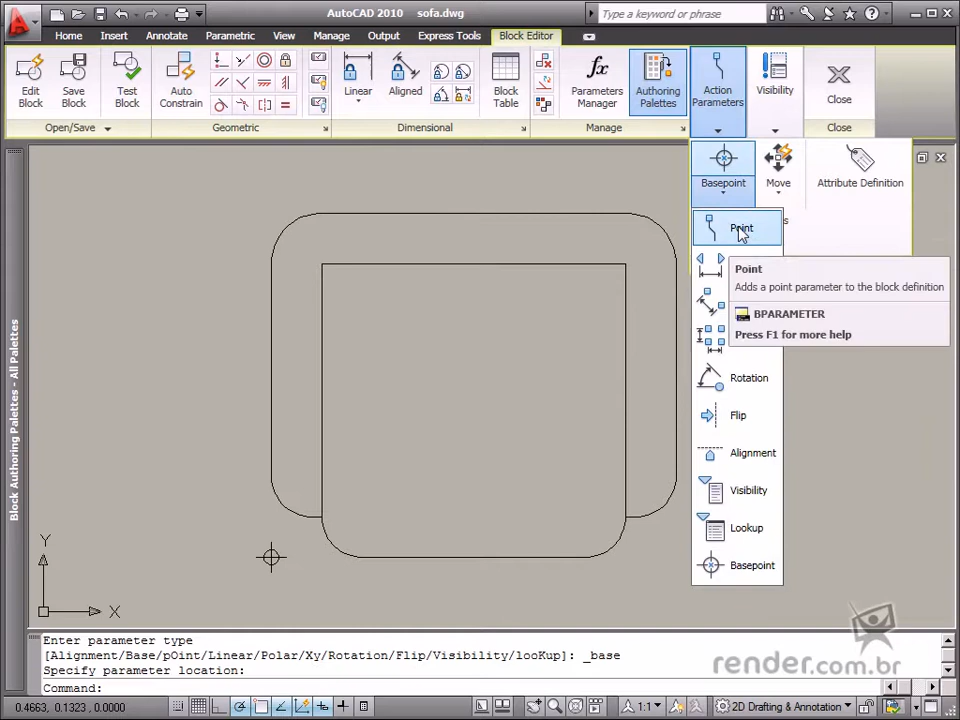 AutoCAD 2010 sofa.dwg
Type a keyword or phrase
Home Insert Annotate Parametric View Manage Output Express Tools Block Editor
Edit Block
Save Block
Test Block
Auto Constrain
Linear
Aligned
Block Table
Parameters Manager
Authoring Palettes
Action Parameters
Visibility
Close
Open/Save Geometric Dimensional Manage Close
Basepoint
Move
Attribute Definition
Point
Point
Adds a point parameter to the block definition
BPARAMETER
Press F1 for more help
Rotation
Flip
Alignment
Visibility
Lookup
Basepoint
Block Authoring Palettes - All Palettes
Y
X
Enter parameter type
[Alignment/Base/pOint/Linear/Polar/Xy/Rotation/Flip/Visibility/looKup]: _base
Specify parameter location:
Command:
render.com.br
0.4663, 0.1323, 0.0000
1:1
2D Drafting & Annotation